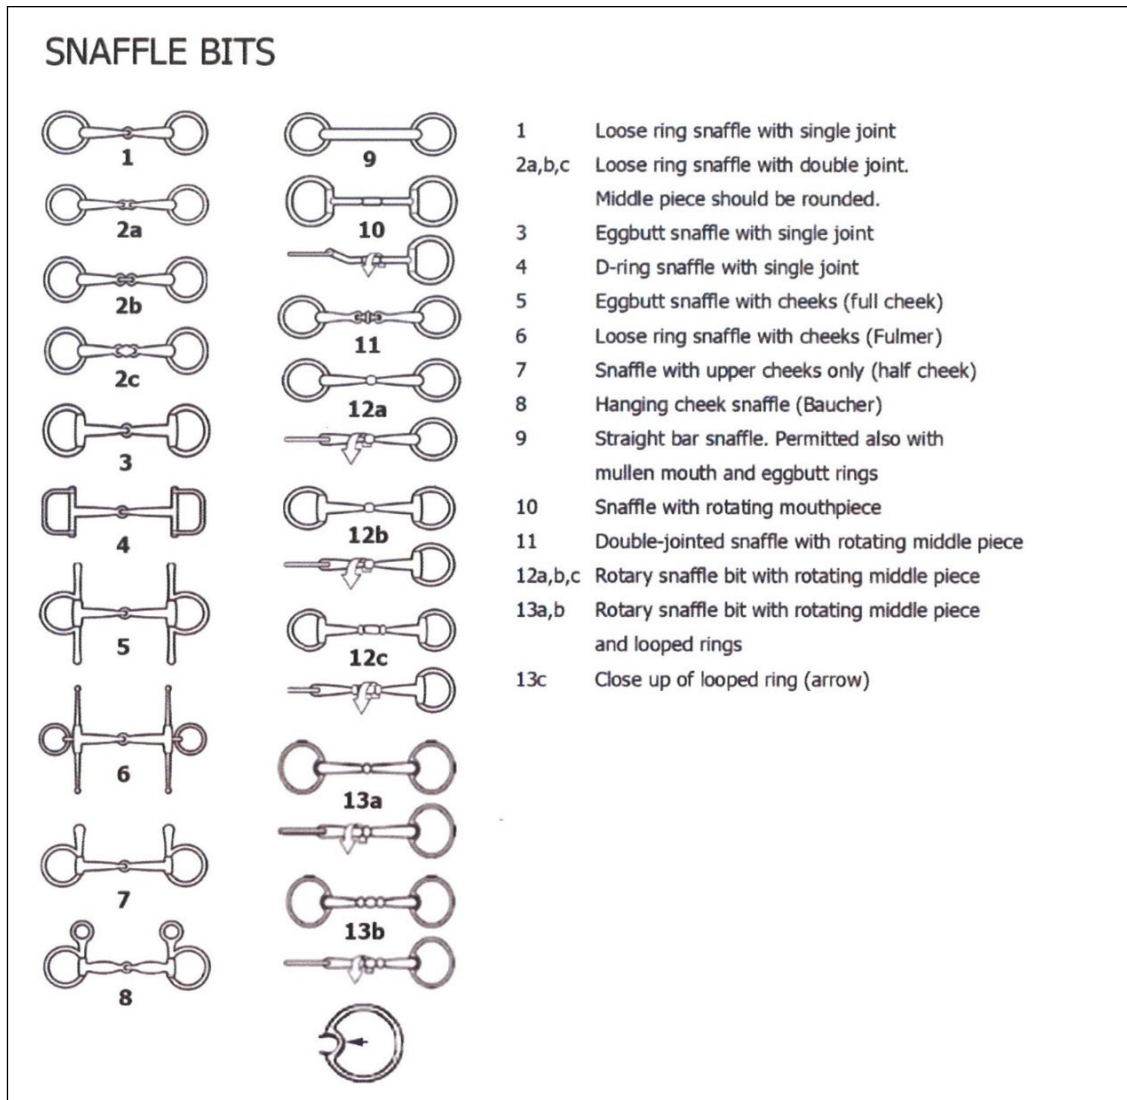 SNAFFLE BITS
1
2a
2b
2c
3
4
5
6
7
8
9
10
11
12a
12b
12c
13a
13b
1 Loose ring snaffle with single joint
2a,b,c Loose ring snaffle with double joint.
Middle piece should be rounded.
3 Eggbutt snaffle with single joint
4 D-ring snaffle with single joint
5 Eggbutt snaffle with cheeks (full cheek)
6 Loose ring snaffle with cheeks (Fulmer)
7 Snaffle with upper cheeks only (half cheek)
8 Hanging cheek snaffle (Baucher)
9 Straight bar snaffle. Permitted also with
mullen mouth and eggbutt rings
10 Snaffle with rotating mouthpiece
11 Double-jointed snaffle with rotating middle piece
12a,b,c Rotary snaffle bit with rotating middle piece
13a,b Rotary snaffle bit with rotating middle piece
and looped rings
13c Close up of looped ring (arrow)